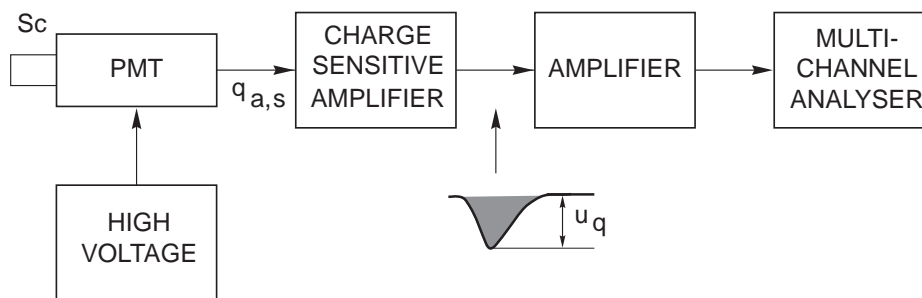 Sc
PMT
q a,s
CHARGE
SENSITIVE
AMPLIFIER
AMPLIFIER
MULTI-
CHANNEL
ANALYSER
HIGH
VOLTAGE
u q